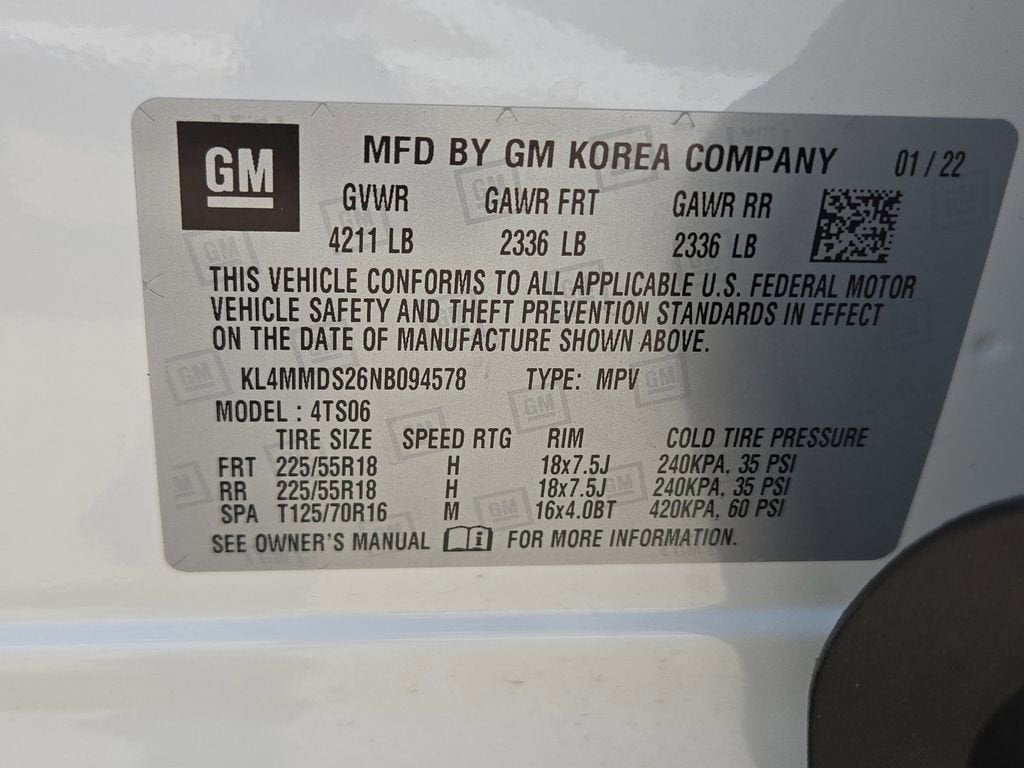 GM MFD BY GM KOREA COMPANY 01/22
GVWR GAWR FRT GAWR RR
4211 LB 2336 LB 2336 LB
THIS VEHICLE CONFORMS TO ALL APPLICABLE U.S. FEDERAL MOTOR
VEHICLE SAFETY AND THEFT PREVENTION STANDARDS IN EFFECT
ON THE DATE OF MANUFACTURE SHOWN ABOVE.
KL4MMDS26NB094578 TYPE: MPV
MODEL : 4TS06
TIRE SIZE SPEED RTG RIM COLD TIRE PRESSURE
FRT 225/55R18 H 18x7.5J 240KPA, 35 PSI
RR 225/55R18 H 18x7.5J 240KPA, 35 PSI
SPA T125/70R16 M 16x4.0BT 420KPA, 60 PSI
SEE OWNER'S MANUAL i FOR MORE INFORMATION.